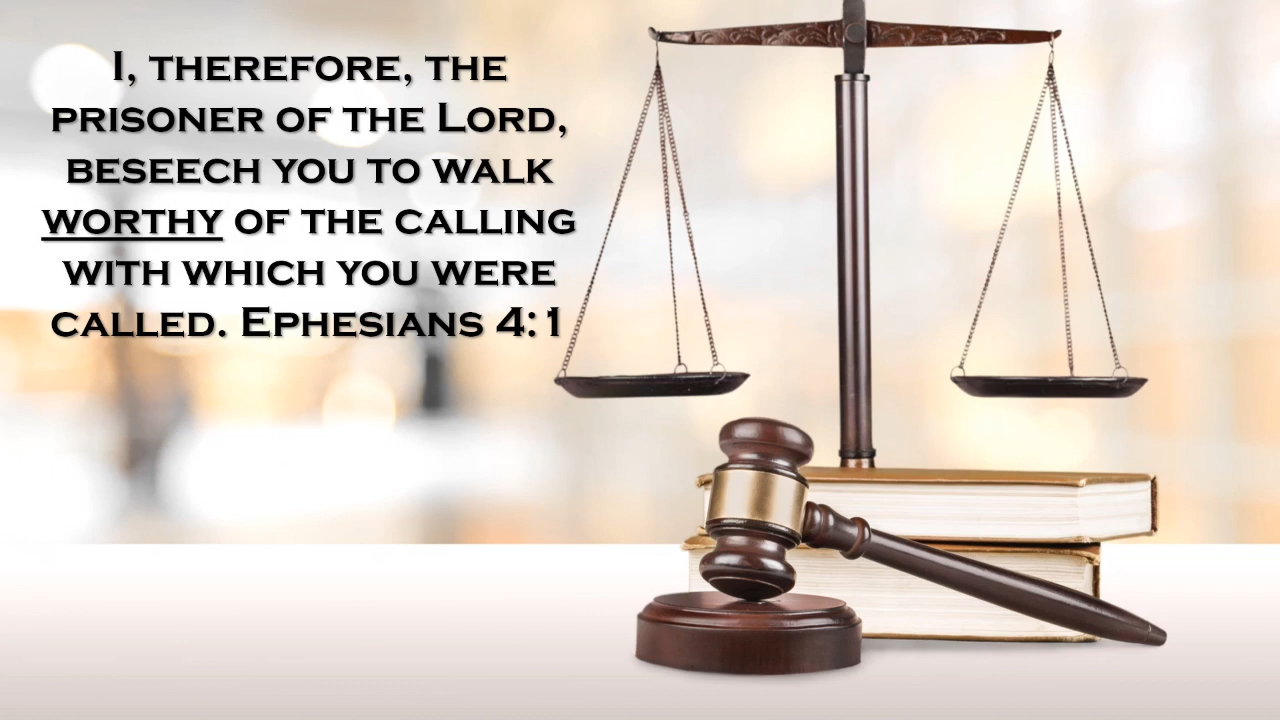 I, therefore, the
prisoner of the Lord,
beseech you to walk
worthy of the calling
with which you were
called. Ephesians 4:1